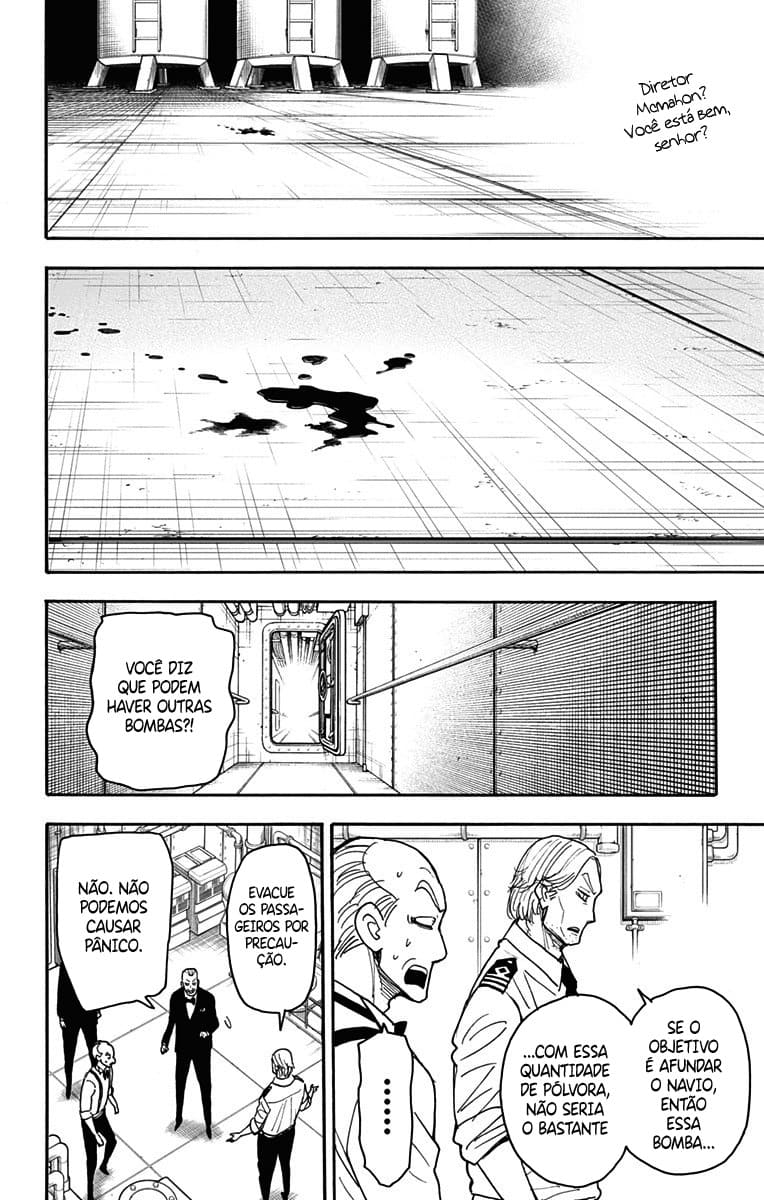 Diretor
Mcmahon?
Você está bem,
senhor?
VOCÊ DIZ
QUE PODEM
HAVER OUTRAS
BOMBAS?!
SE O
OBJETIVO
É AFUNDAR
O NAVIO,
ENTÃO
ESSA
BOMBA...
...COM ESSA
QUANTIDADE
DE PÓLVORA,
NÃO SERIA
O BASTANTE
......
EVACUE
OS PASSA-
GEIROS POR
PRECAU-
ÇÃO.
NÃO. NÃO
PODEMOS
CAUSAR
PÂNICO.